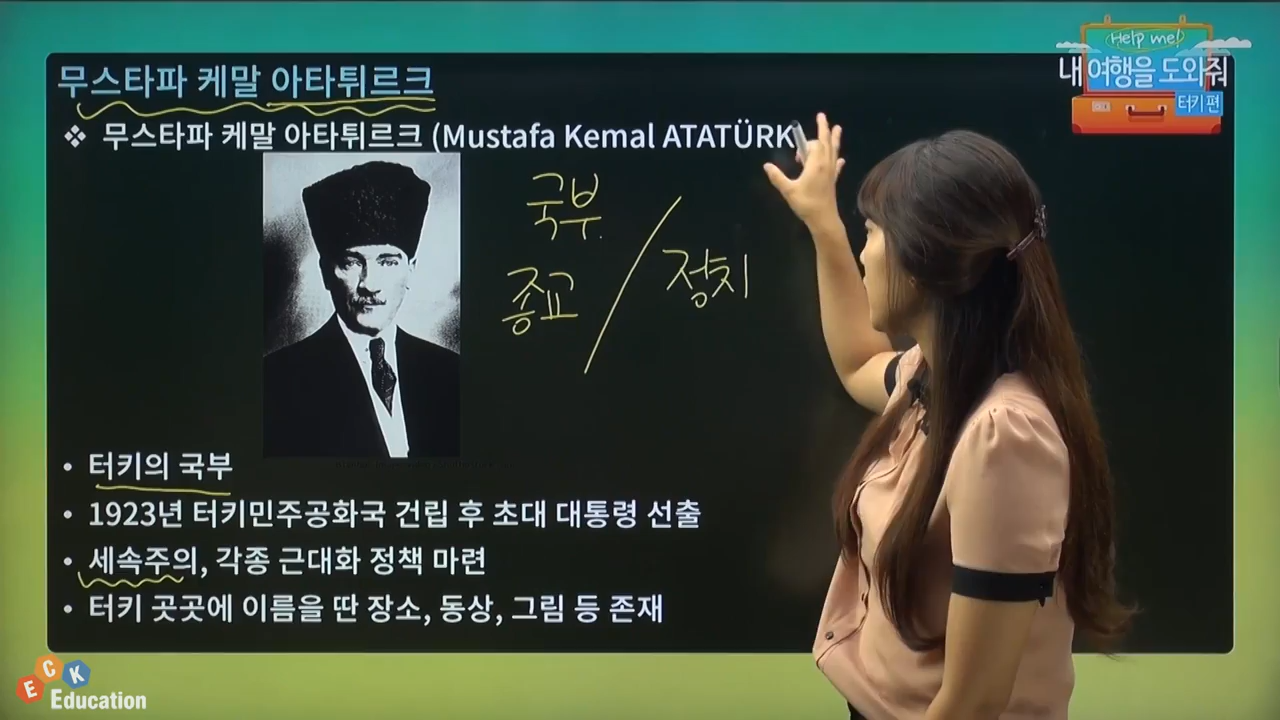 Help me!
내 여행을 도와줘
터키편
무스타파 케말 아타튀르크
❖ 무스타파 케말 아타튀르크 (Mustafa Kemal ATATÜRK
국부
종교 / 정치
• 터키의 국부
• 1923년 터키민주공화국 건립 후 초대 대통령 선출
• 세속주의, 각종 근대화 정책 마련
• 터키 곳곳에 이름을 딴 장소, 동상, 그림 등 존재
ECK
Education